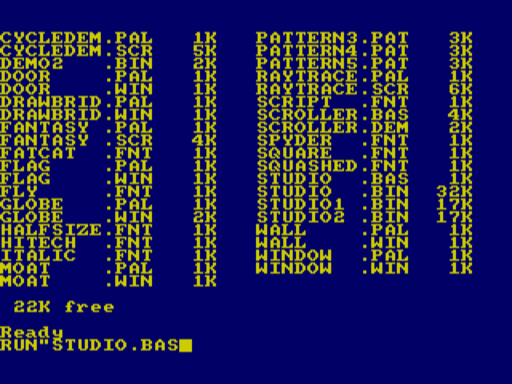 CYCLEDEM.PAL 1K PATTERN3.PAT 3K
CYCLEDEM.SCR 5K PATTERN4.PAT 3K
DEMO2 .BIN 2K PATTERN5.PAT 3K
DOOR .PAL 1K RAYTRACE.PAL 1K
DOOR .WIN 1K RAYTRACE.SCR 6K
DRAWBRID.PAL 1K SCRIPT .FNT 1K
DRAWBRID.WIN 1K SCROLLER.BAS 4K
FANTASY .PAL 1K SCROLLER.DEM 2K
FANTASY .SCR 4K SPYDER .FNT 1K
FATCAT .FNT 1K SQUARE .FNT 1K
FLAG .PAL 1K SQUASHED.FNT 1K
FLAG .WIN 1K STUDIO .BAS 1K
FLY .FNT 1K STUDIO .BIN 32K
GLOBE .PAL 1K STUDIO1 .BIN 17K
GLOBE .WIN 2K STUDIO2 .BIN 17K
HALFSIZE.FNT 1K WALL .PAL 1K
HITECH .FNT 1K WALL .WIN 1K
ITALIC .FNT 1K WINDOW .PAL 1K
MOAT .PAL 1K WINDOW .WIN 1K
MOAT .WIN 1K
22K free
Ready
RUN"STUDIO.BAS